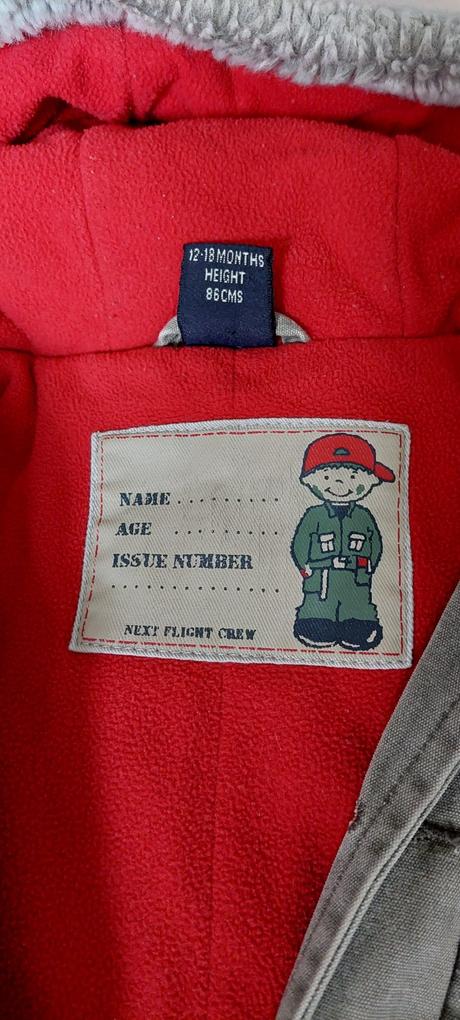 12-18 MONTHS
HEIGHT
86CMS
NAME ..........
AGE ..........
ISSUE NUMBER
................
NEXT FLIGHT CREW